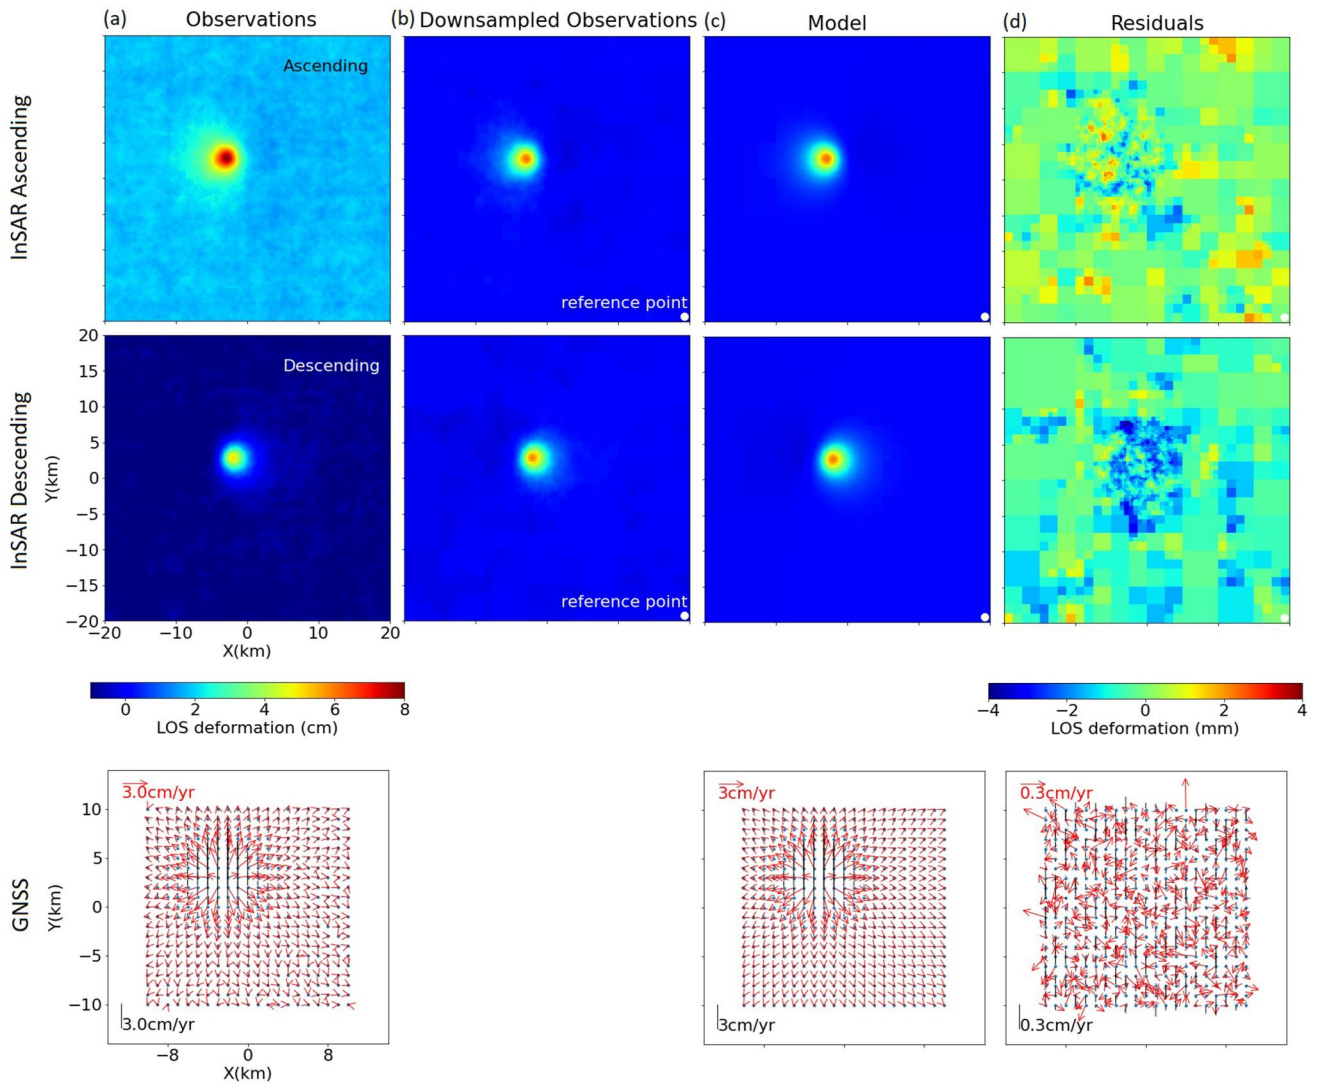 (a) Observations
(b) Downsampled Observations
(c) Model
(d) Residuals
InSAR Ascending
Ascending
reference point
InSAR Descending
Y(km)
20
15
10
5
0
−5
−10
−15
−20
Descending
reference point
−20 −10 0 10 20
X(km)
0 2 4 6 8
LOS deformation (cm)
−4 −2 0 2 4
LOS deformation (mm)
GNSS
Y(km)
10
5
0
−5
−10
3.0cm/yr
3.0cm/yr
−8 0 8
X(km)
3cm/yr
3cm/yr
0.3cm/yr
0.3cm/yr